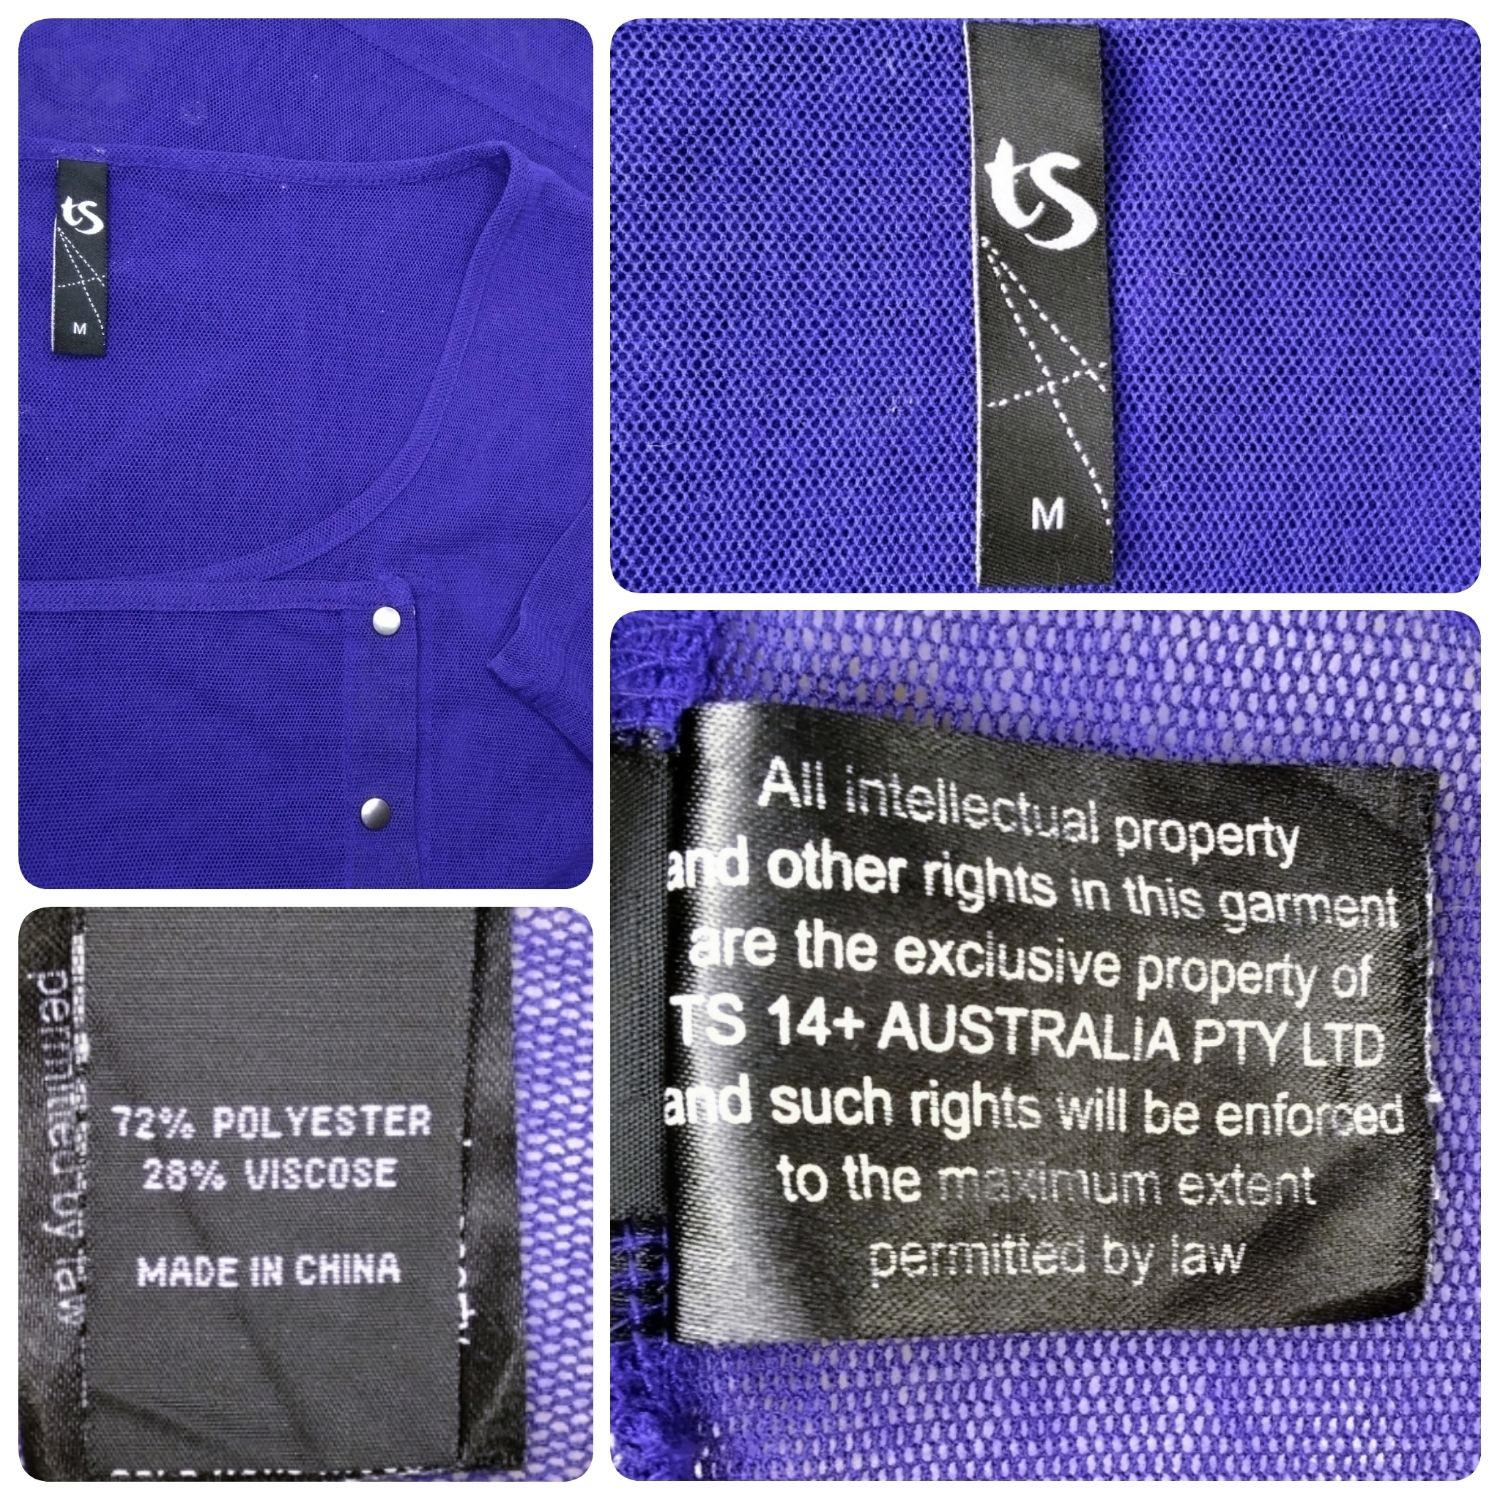 ts
M
ts
M
All intellectual property
and other rights in this garment
are the exclusive property of
TS 14+ AUSTRALIA PTY LTD
and such rights will be enforced
to the maximum extent
permitted by law
permitted by law
72% POLYESTER
28% VISCOSE
MADE IN CHINA